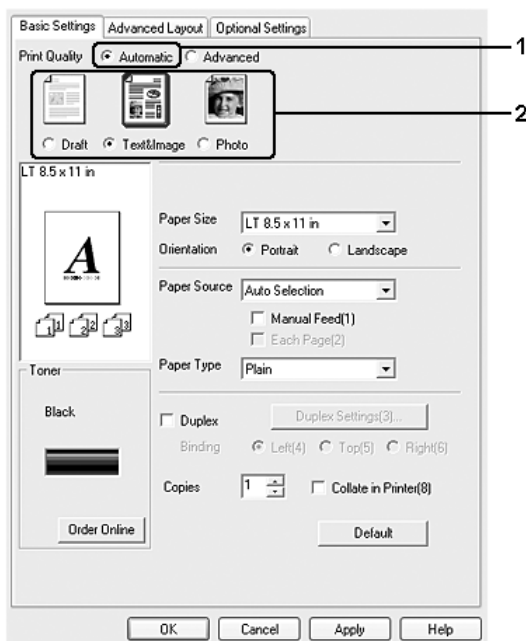 Basic Settings Advanced Layout Optional Settings
Print Quality Automatic Advanced
1
2
Draft Text&Image Photo
LT 8.5 x 11 in
Paper Size LT 8.5 x 11 in
Orientation Portrait Landscape
Paper Source Auto Selection
Manual Feed(1)
Each Page(2)
Paper Type Plain
Toner
Black
Duplex Duplex Settings(3)...
Binding Left(4) Top(5) Right(6)
Copies 1 Collate in Printer(8)
Order Online
Default
OK Cancel Apply Help